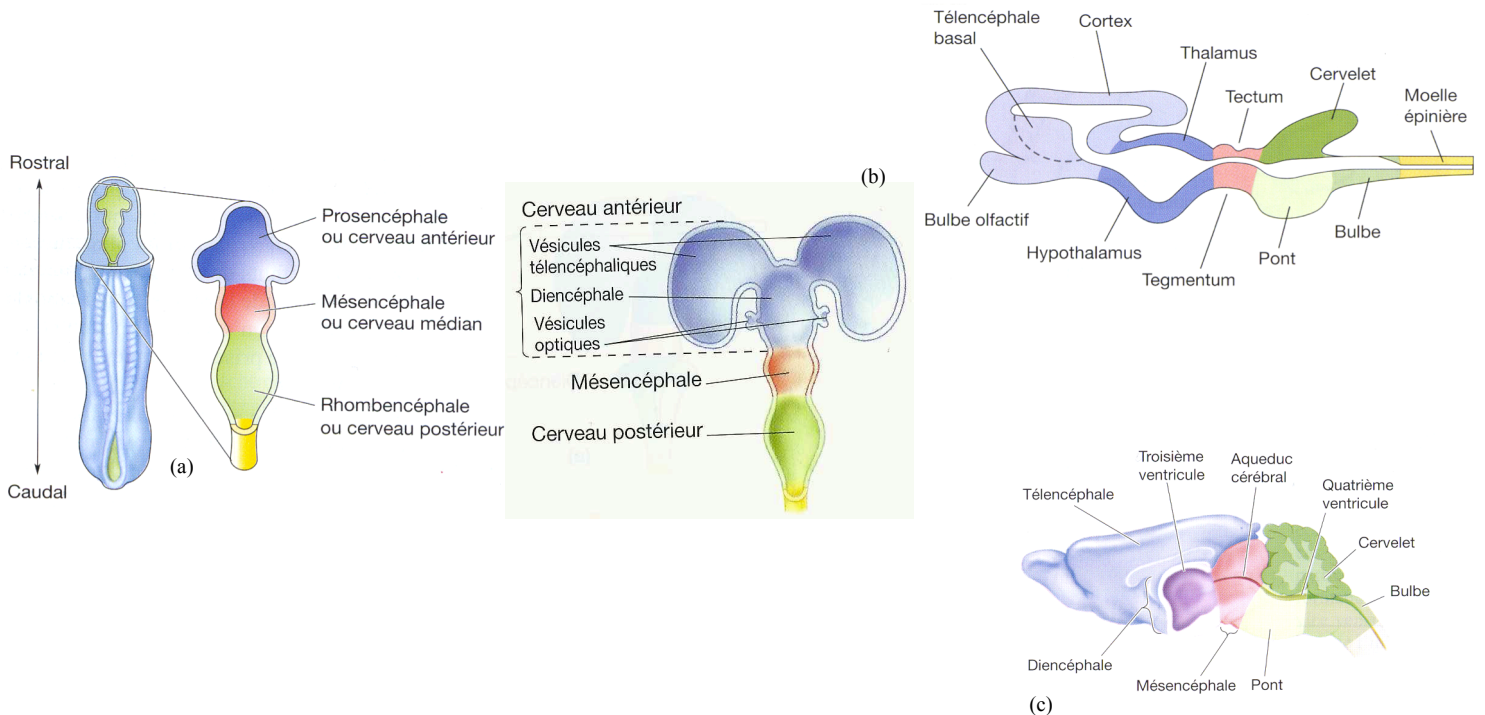 Rostral
Caudal
Prosencéphale
ou cerveau antérieur
Mésencéphale
ou cerveau médian
Rhombencéphale
ou cerveau postérieur
(a)
(b)
Cerveau antérieur
Vésicules
télencéphaliques
Diencéphale
Vésicules
optiques
Mésencéphale
Cerveau postérieur
Télencéphale
basal
Cortex
Thalamus
Tectum
Cervelet
Moelle
épinière
Bulbe olfactif
Hypothalamus
Tegmentum
Pont
Bulbe
Télencéphale
Troisième
ventricule
Aqueduc
cérébral
Quatrième
ventricule
Cervelet
Bulbe
Diencéphale
Mésencéphale
Pont
(c)